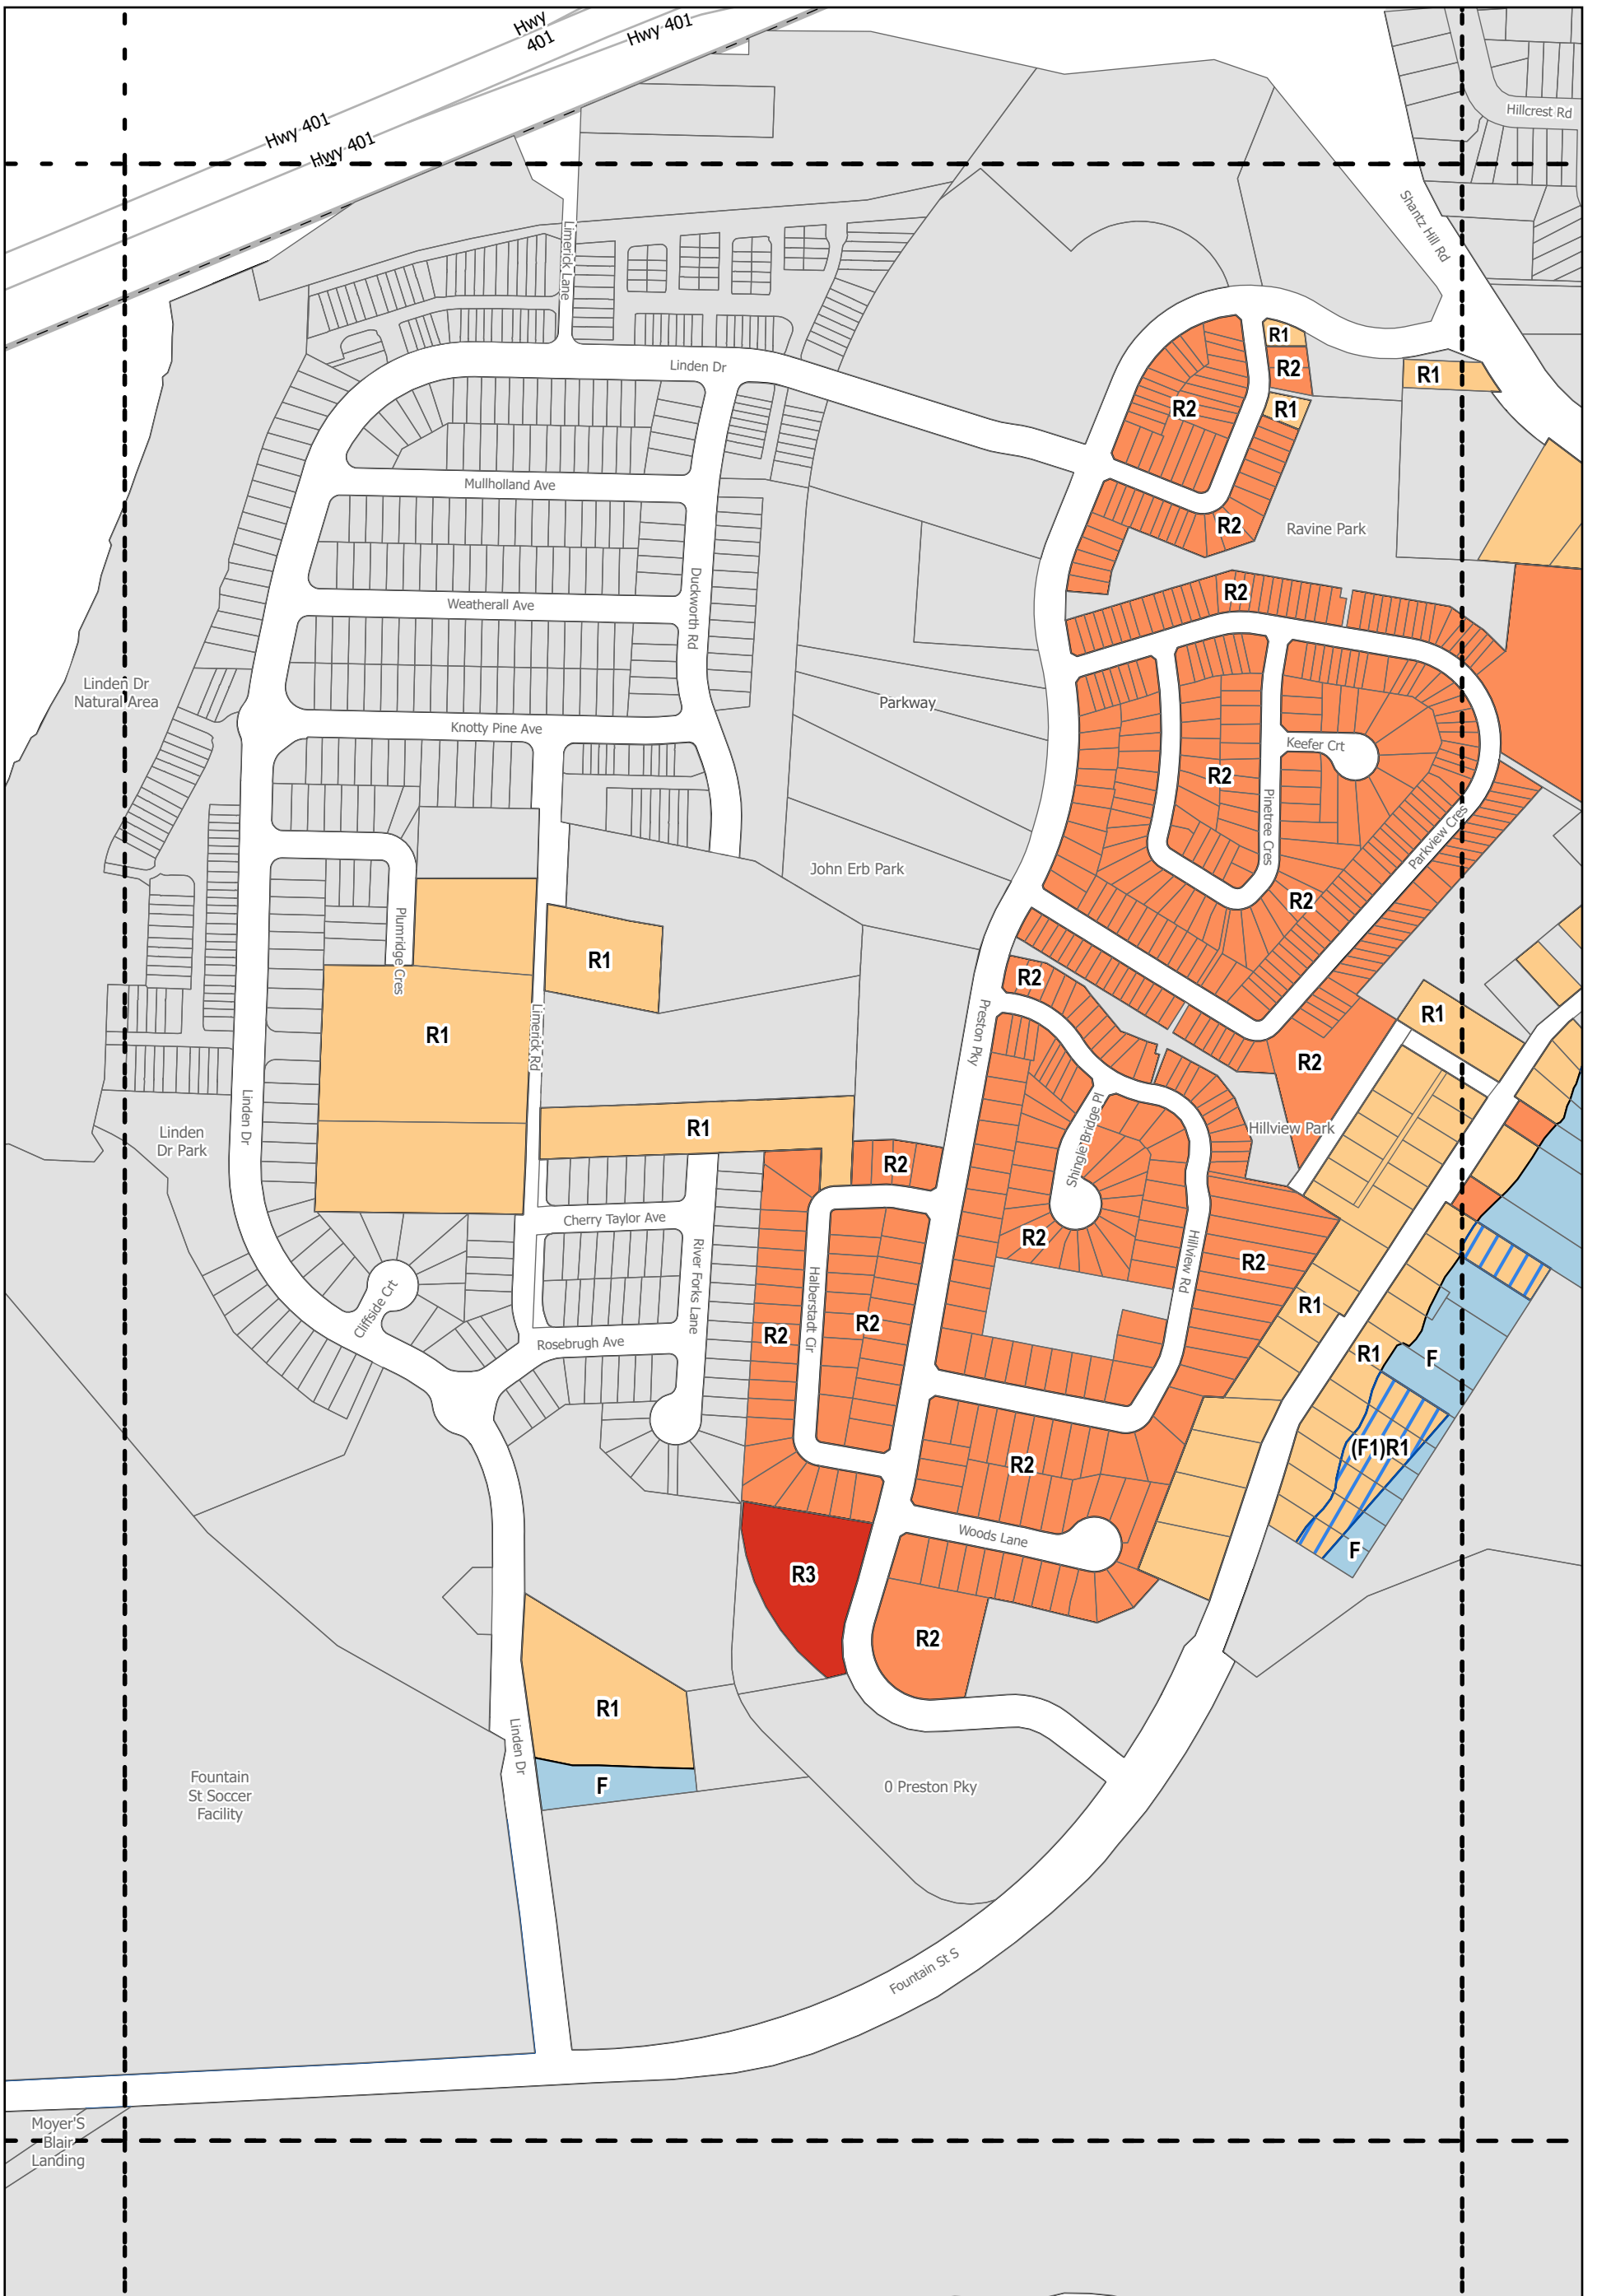 Hwy
401
Hwy 401
Hwy 401
Hwy 401
Hillcrest Rd
Shantz Hill Rd
Limerick Lane
Linden Dr
R1
R2
R1
R1
R2
Mullholland Ave
R2
Ravine Park
Weatherall Ave
Duckworth Rd
R2
Linden Dr
Natural Area
Parkway
Knotty Pine Ave
Keefer Crt
R2
Pinetree Cres
Parkview Cres
John Erb Park
R2
Plumridge Cres
R1
R2
R1
Limerick Rd
Preston Pky
R1
R2
Linden Dr
Linden
Dr Park
R1
Shingle Bridge Pl
Hillview Park
R2
Cherry Taylor Ave
River Forks Lane
R2
Hillview Rd
R2
Cliffside Crt
Halberstadt Cir
R1
R2
R2
Rosebrugh Ave
R1
F
(F1)R1
R2
Woods Lane
F
R3
R2
R1
Linden Dr
F
0 Preston Pky
Fountain
St Soccer
Facility
Fountain St S
Moyer'S
Blair
Landing